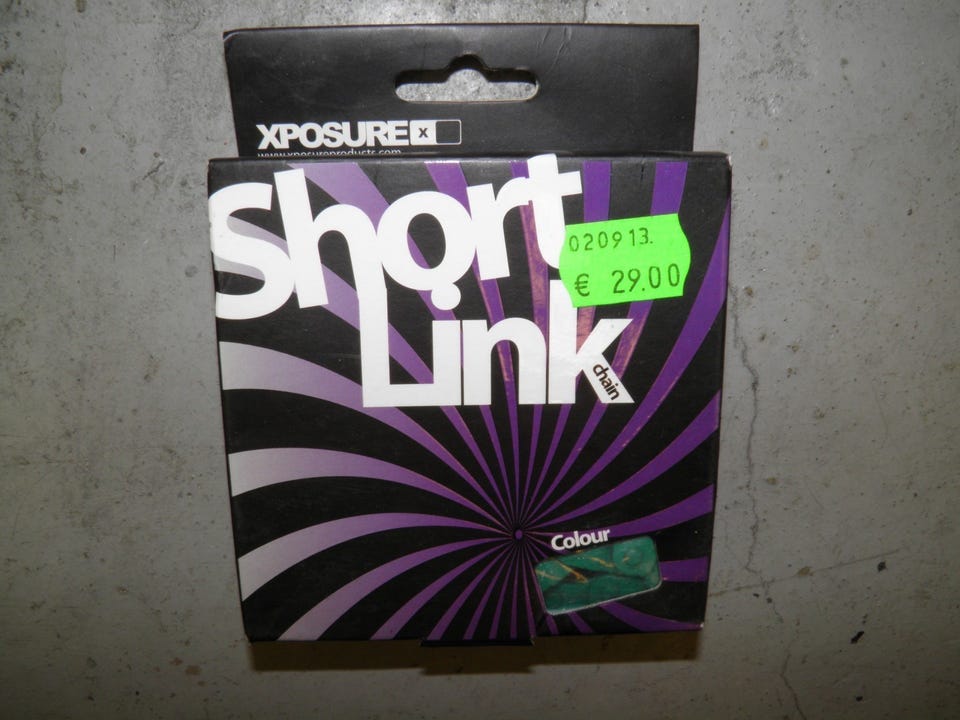 XPOSURE X
www.xposureproducts.com
Short
020913.
€ 29.00
Link
chain
Colour